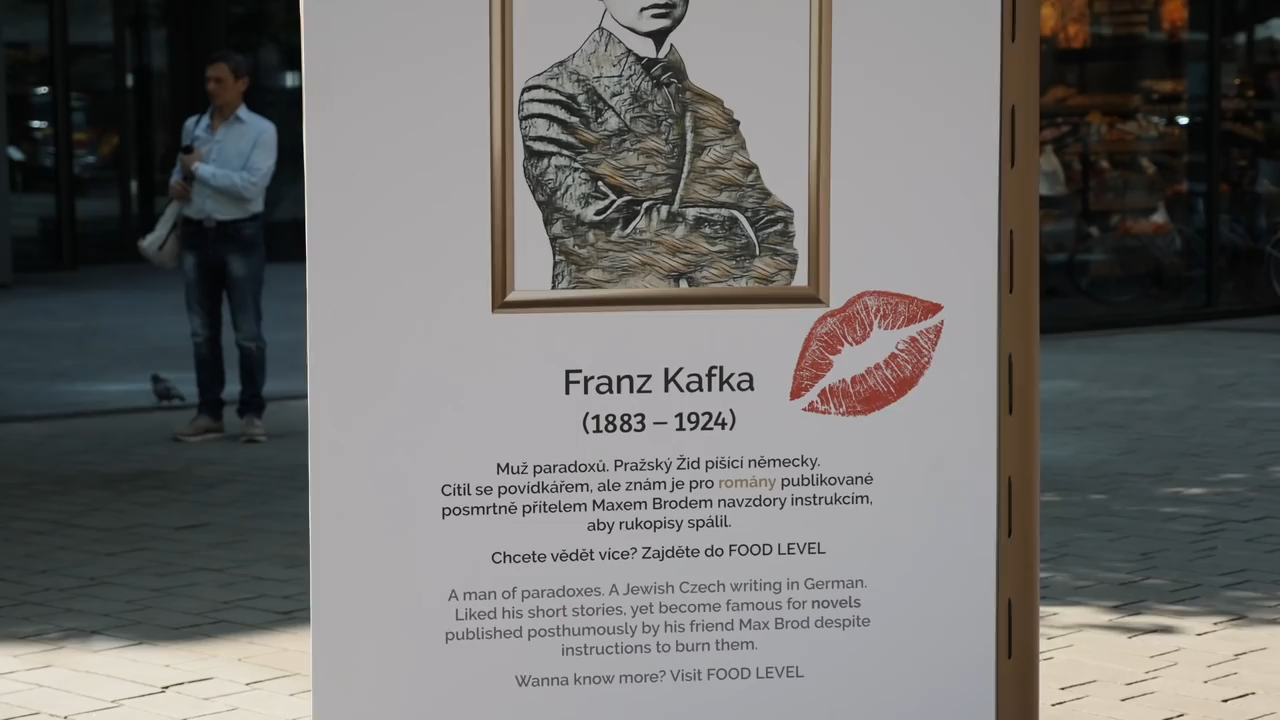 Franz Kafka
(1883 – 1924)
Muž paradoxů. Pražský Žid píšící německy.
Cítil se povídkářem, ale znám je pro romány publikované
posmrtně přítelem Maxem Brodem navzdory instrukcím,
aby rukopisy spálil.
Chcete vědět více? Zajděte do FOOD LEVEL
A man of paradoxes. A Jewish Czech writing in German.
Liked his short stories, yet become famous for novels
published posthumously by his friend Max Brod despite
instructions to burn them.
Wanna know more? Visit FOOD LEVEL